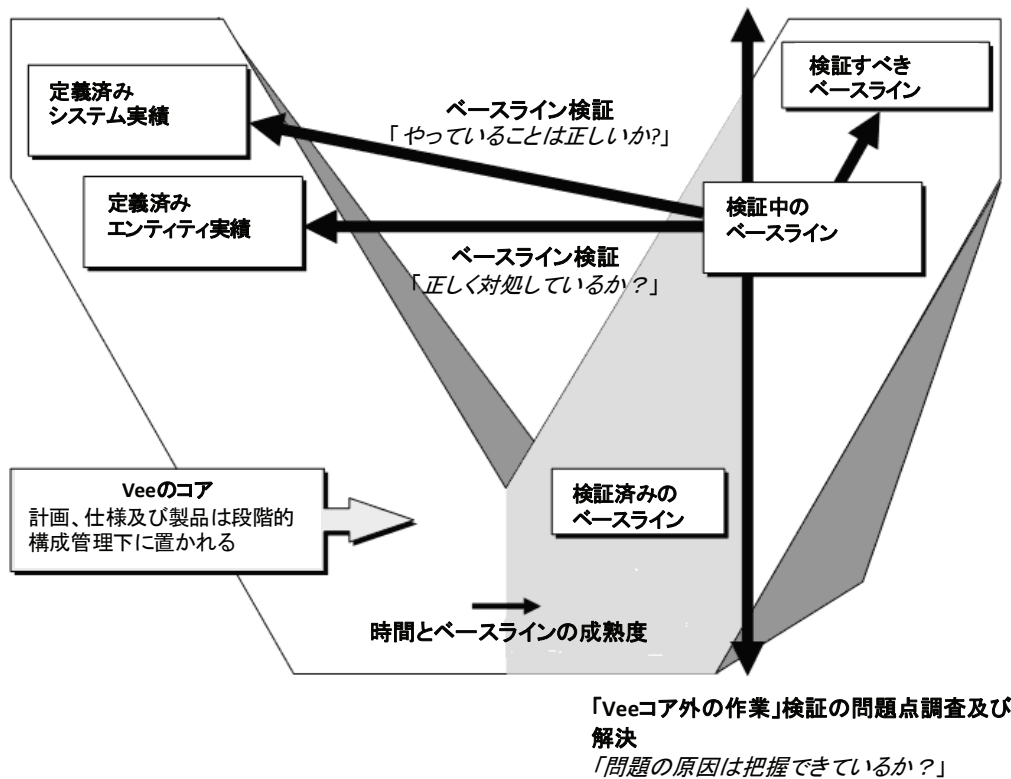 定義済み
システム実績
ベースライン検証
「やっていることは正しいか?」
検証すべき
ベースライン
定義済み
エンティティ実績
検証中の
ベースライン
ベースライン検証
「正しく対処しているか？」
Veeのコア
計画、仕様及び製品は段階的
構成管理下に置かれる
検証済みの
ベースライン
時間とベースラインの成熟度
「Veeコア外の作業」検証の問題点調査及び
解決
「問題の原因は把握できているか？」